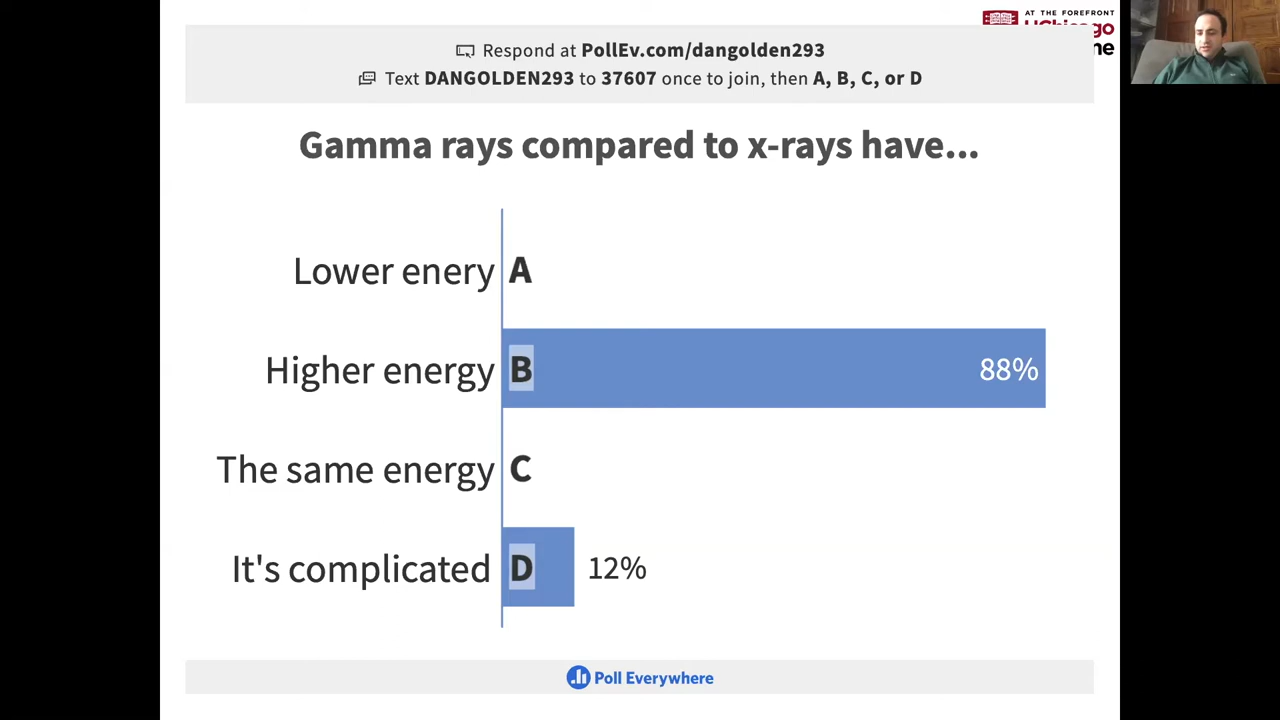 AT THE FOREFRONT
UChicago
Respond at PollEv.com/dangolden293
Text DANGOLDEN293 to 37607 once to join, then A, B, C, or D
Gamma rays compared to x-rays have...
Lower enery A
Higher energy B 88%
The same energy C
It's complicated D 12%
Poll Everywhere